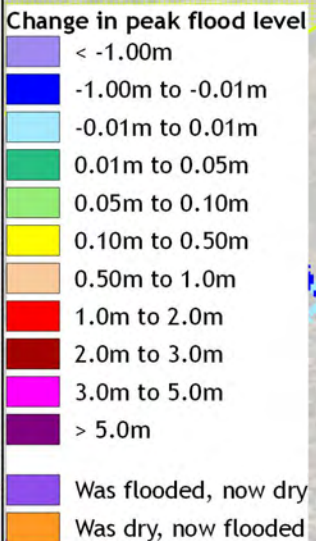 Change in peak flood level
< -1.00m
-1.00m to -0.01m
-0.01m to 0.01m
0.01m to 0.05m
0.05m to 0.10m
0.10m to 0.50m
0.50m to 1.0m
1.0m to 2.0m
2.0m to 3.0m
3.0m to 5.0m
> 5.0m
Was flooded, now dry
Was dry, now flooded